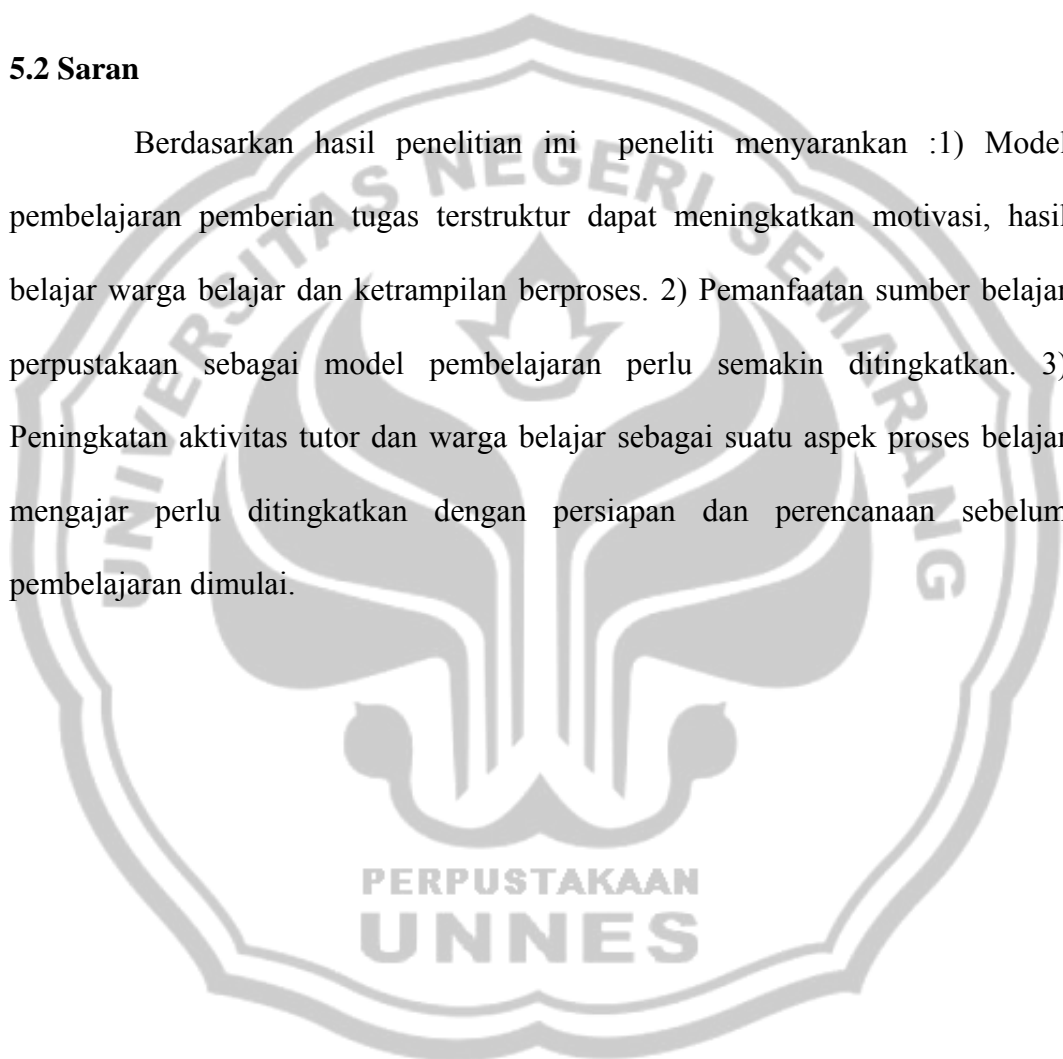 5.2 Saran
Berdasarkan hasil penelitian ini peneliti menyarankan :1) Model
pembelajaran pemberian tugas terstruktur dapat meningkatkan motivasi, hasil
belajar warga belajar dan ketrampilan berproses. 2) Pemanfaatan sumber belajar
perpustakaan sebagai model pembelajaran perlu semakin ditingkatkan. 3)
Peningkatan aktivitas tutor dan warga belajar sebagai suatu aspek proses belajar
mengajar perlu ditingkatkan dengan persiapan dan perencanaan sebelum
pembelajaran dimulai.
UNIVERSITAS NEGERI SEMARANG
PERPUSTAKAAN
UNNES